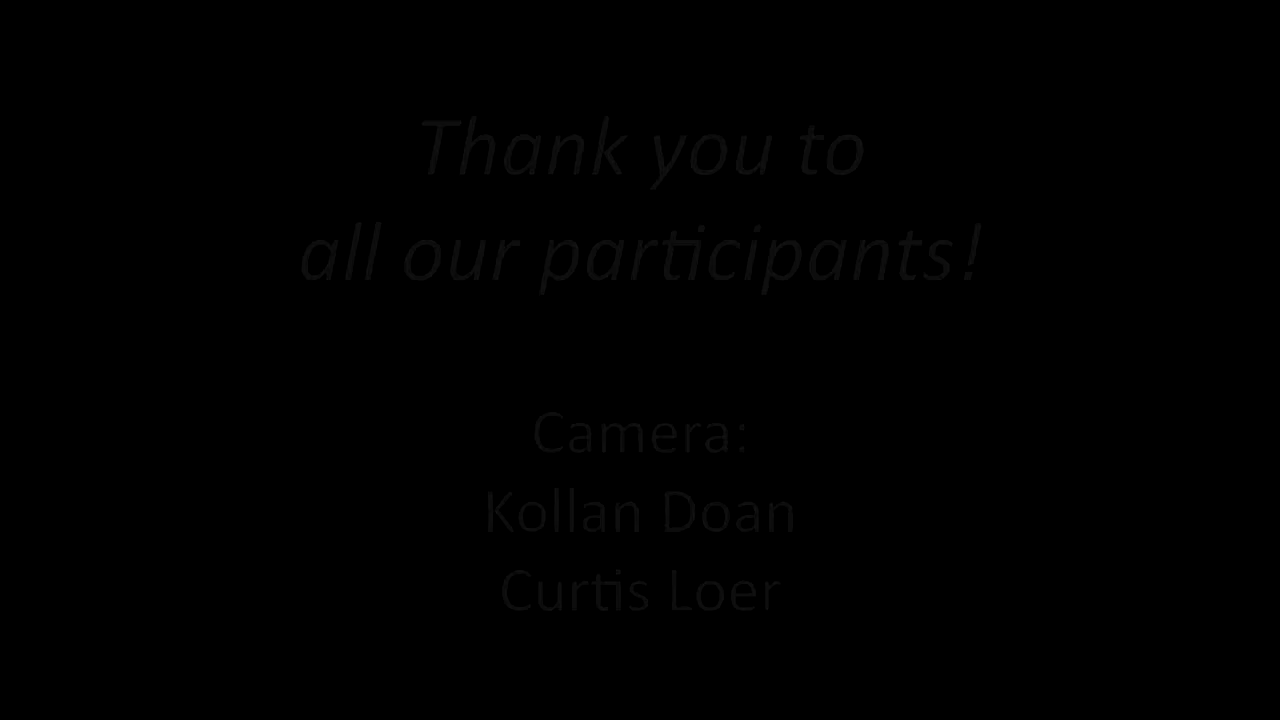 Thank you to
all our participants!
Camera:
Kollan Doan
Curtis Loer